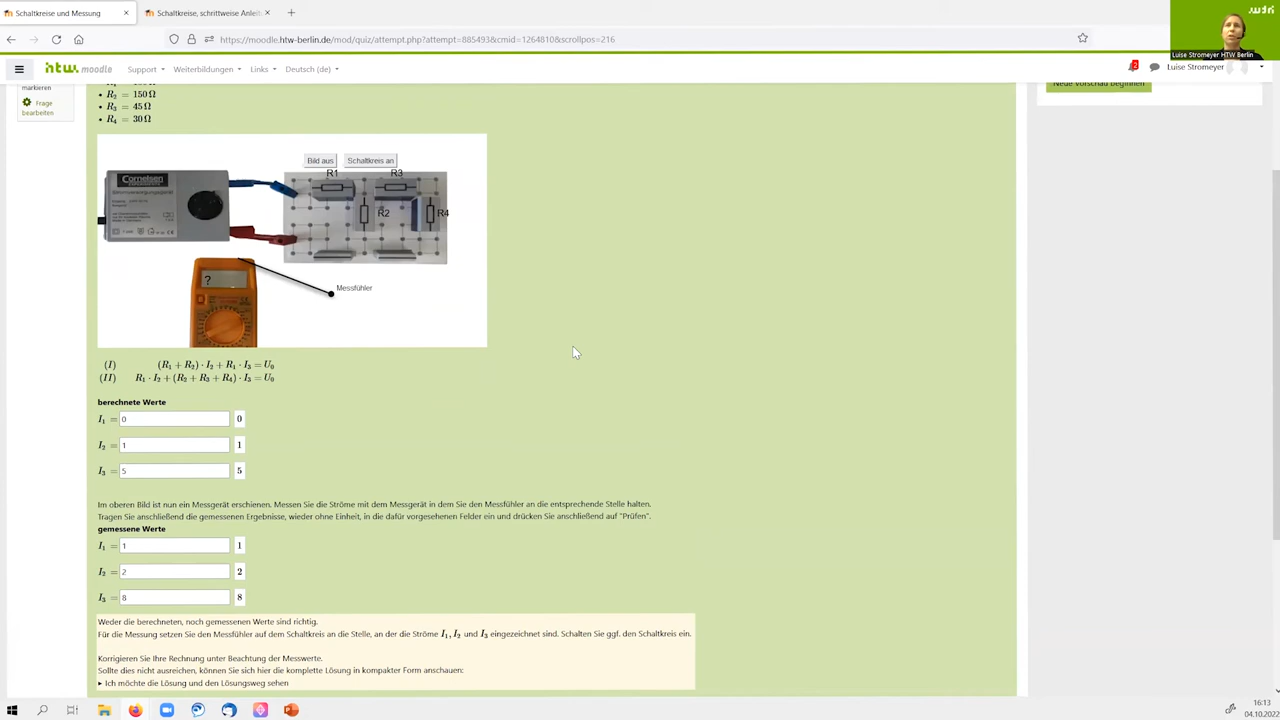 Schaltkreise und Messung
Schaltkreise, schrittweise Anleit
https://moodle.htw-berlin.de/mod/quiz/attempt.php?attempt=885493&cmid=1264810&scrollpos=216
Luise Stromeyer HTW Berlin
htw moodle
Support
Weiterbildungen
Links
Deutsch (de)
2
Luise Stromeyer
markieren
Frage
bearbeiten
Neue Vorschau beginnen
• R2 = 150 Ω
• R3 = 45 Ω
• R4 = 30 Ω
Bild aus
Schaltkreis an
Cornelsen
R1
R3
R2
R4
?
Messfühler
(I) (R1 + R2) · I2 + R1 · I3 = U0
(II) R1 · I2 + (R2 + R3 + R4) · I3 = U0
berechnete Werte
I1 = 0 0
I2 = 1 1
I3 = 5 5
Im oberen Bild ist nun ein Messgerät erschienen. Messen Sie die Ströme mit dem Messgerät in dem Sie den Messfühler an die entsprechende Stelle halten.
Tragen Sie anschließend die gemessenen Ergebnisse, wieder ohne Einheit, in die dafür vorgesehenen Felder ein und drücken Sie anschließend auf "Prüfen".
gemessene Werte
I1 = 1 1
I2 = 2 2
I3 = 8 8
Weder die berechneten, noch gemessenen Werte sind richtig.
Für die Messung setzen Sie den Messfühler auf dem Schaltkreis an die Stelle, an der die Ströme I1, I2 und I3 eingezeichnet sind. Schalten Sie ggf. den Schaltkreis ein.
Korrigieren Sie Ihre Rechnung unter Beachtung der Messwerte.
Sollte dies nicht ausreichen, können Sie sich hier die komplette Lösung in kompakter Form anschauen:
▸ Ich möchte die Lösung und den Lösungsweg sehen
16:13
04.10.2022